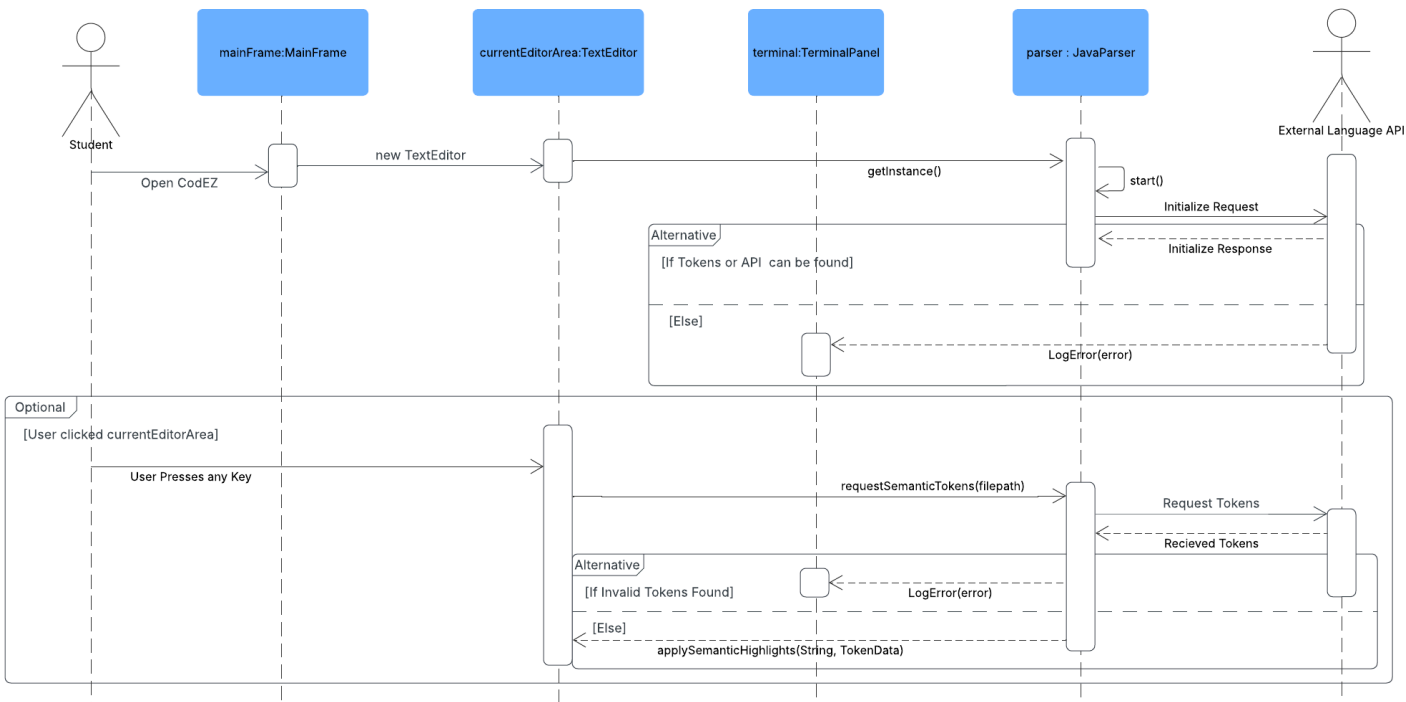 mainFrame:MainFrame
currentEditorArea:TextEditor
terminal:TerminalPanel
parser : JavaParser
Student
External Language API
new TextEditor
Open CodEZ
getInstance()
start()
Initialize Request
Alternative
Initialize Response
[If Tokens or API can be found]
[Else]
LogError(error)
Optional
[User clicked currentEditorArea]
User Presses any Key
requestSemanticTokens(filepath)
Request Tokens
Recieved Tokens
Alternative
[If Invalid Tokens Found]
LogError(error)
[Else]
applySemanticHighlights(String, TokenData)